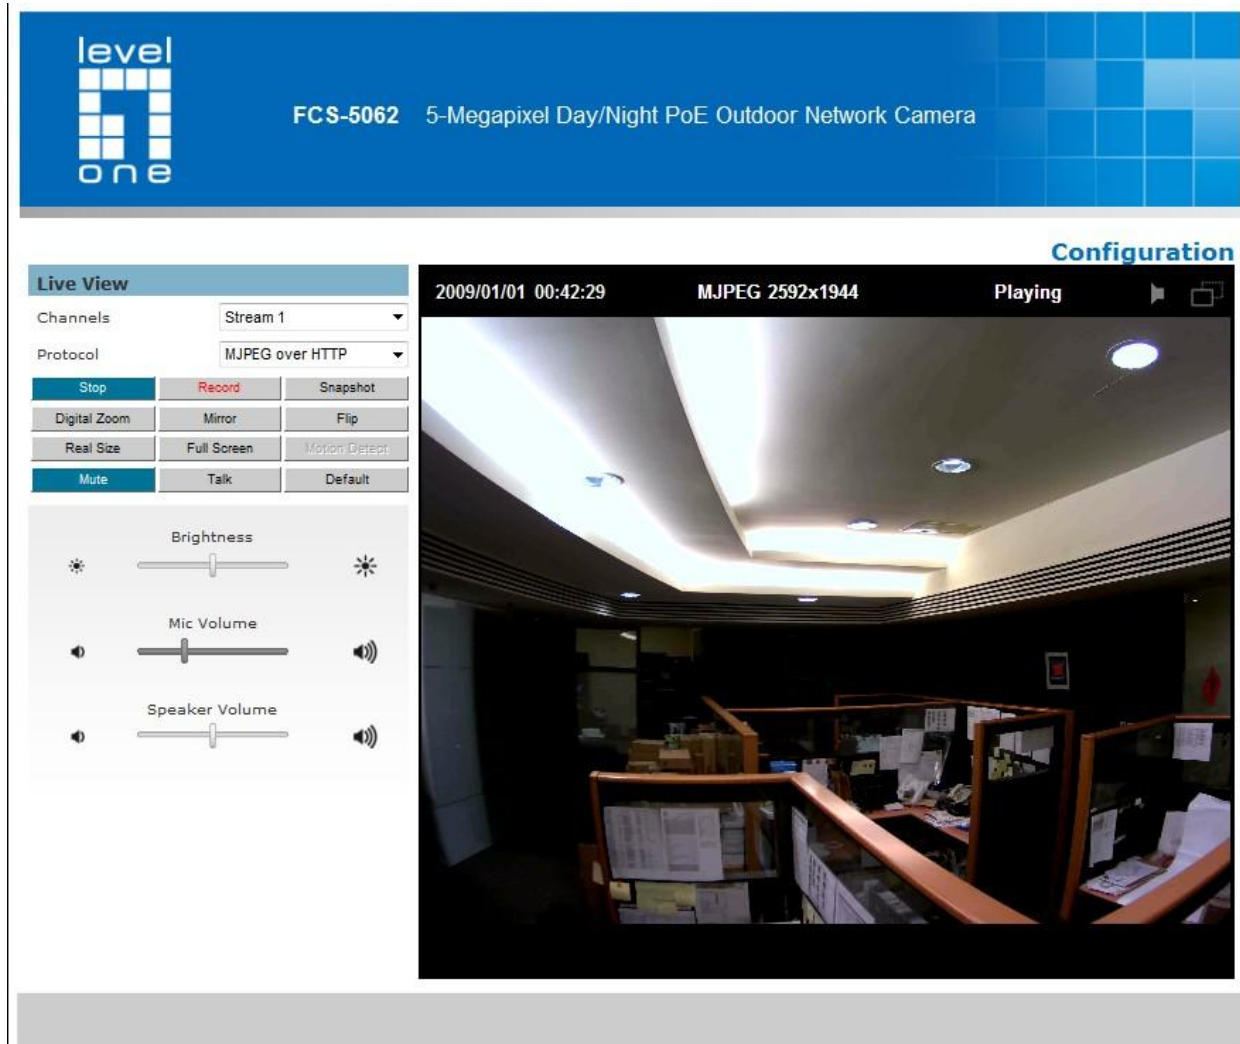 level
one
FCS-5062 5-Megapixel Day/Night PoE Outdoor Network Camera
Configuration
Live View
Channels Stream 1
Protocol MJPEG over HTTP
Stop Record Snapshot
Digital Zoom Mirror Flip
Real Size Full Screen Motion Detect
Mute Talk Default
Brightness
Mic Volume
Speaker Volume
2009/01/01 00:42:29 MJPEG 2592x1944 Playing